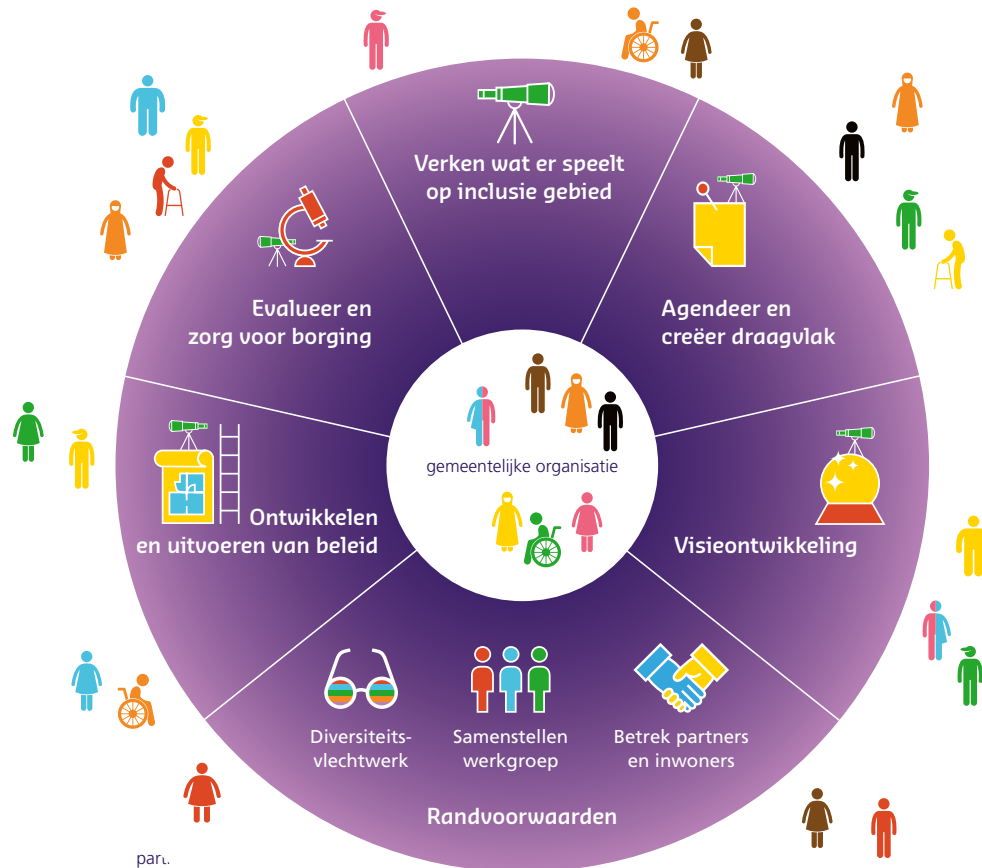 Verken wat er speelt
op inclusie gebied
Agendeer en
creëer draagvlak
Visieontwikkeling
Evalueer en
zorg voor borging
Ontwikkelen
en uitvoeren van beleid
gemeentelijke organisatie
Diversiteits-
vlechtwerk
Samenstellen
werkgroep
Betrek partners
en inwoners
Randvoorwaarden